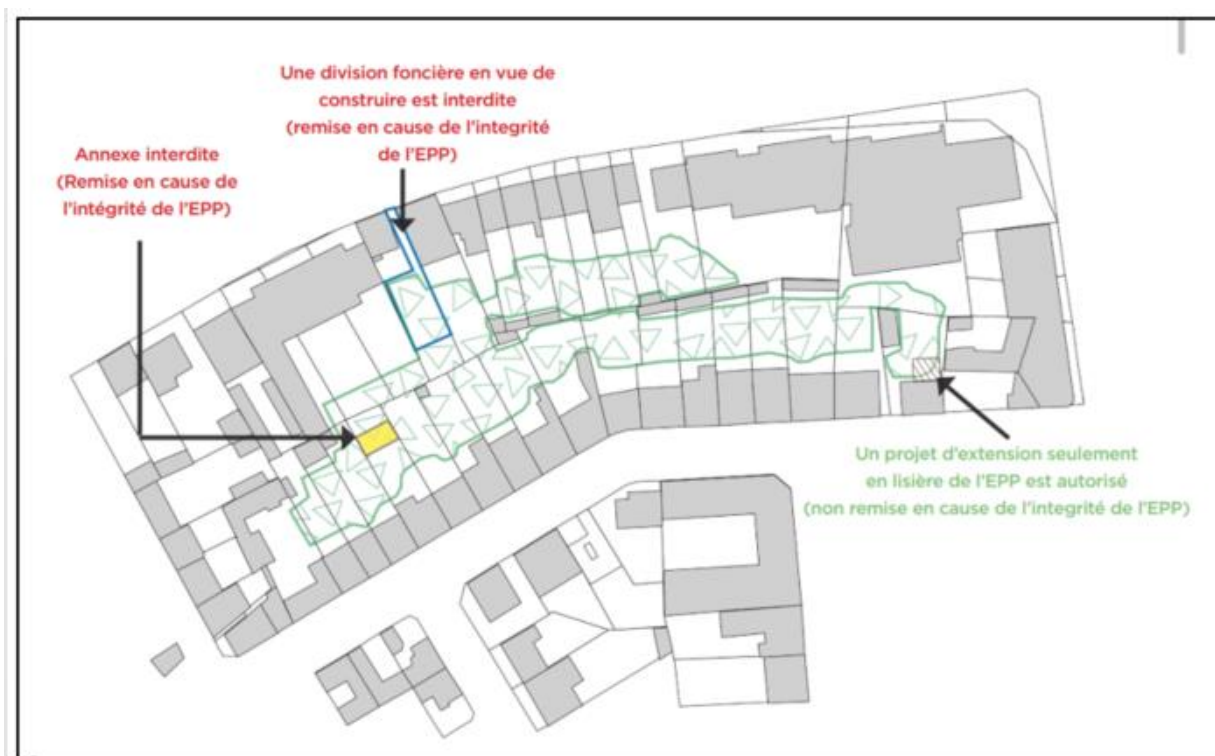 Une division foncière en vue de
construire est interdite
(remise en cause de l'integrité
de l'EPP)
Annexe interdite
(Remise en cause de
l'intégrité de l'EPP)
Un projet d'extension seulement
en lisière de l'EPP est autorisé
(non remise en cause de l'integrité de l'EPP)